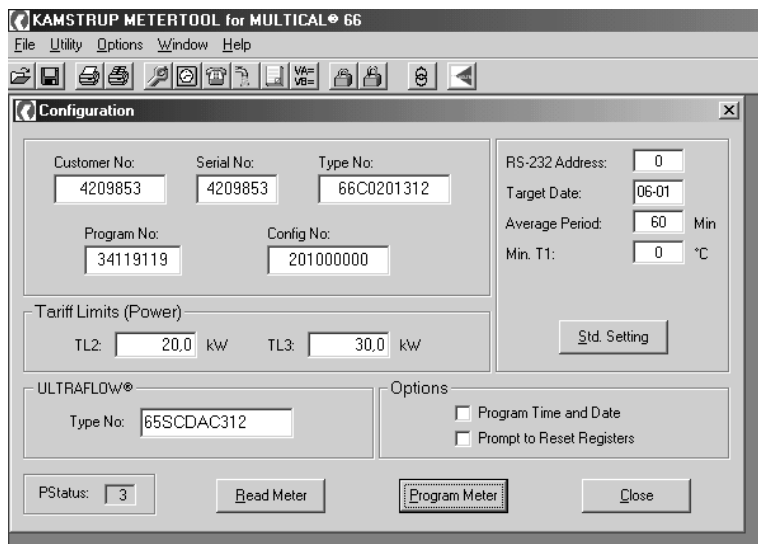 KAMSTRUP METERTOOL for MULTICAL® 66
File Utility Options Window Help
VA=
VB=
Configuration
Customer No: Serial No: Type No:
4209853 4209853 66C0201312
Program No: Config No:
34119119 201000000
RS-232 Address: 0
Target Date: 06-01
Average Period: 60 Min
Min. T1: 0 °C
Std. Setting
Tariff Limits (Power)
TL2: 20,0 kW TL3: 30,0 kW
ULTRAFLOW®
Type No: 65SCDAC312
Options
Program Time and Date
Prompt to Reset Registers
PStatus: 3 Read Meter Program Meter Close